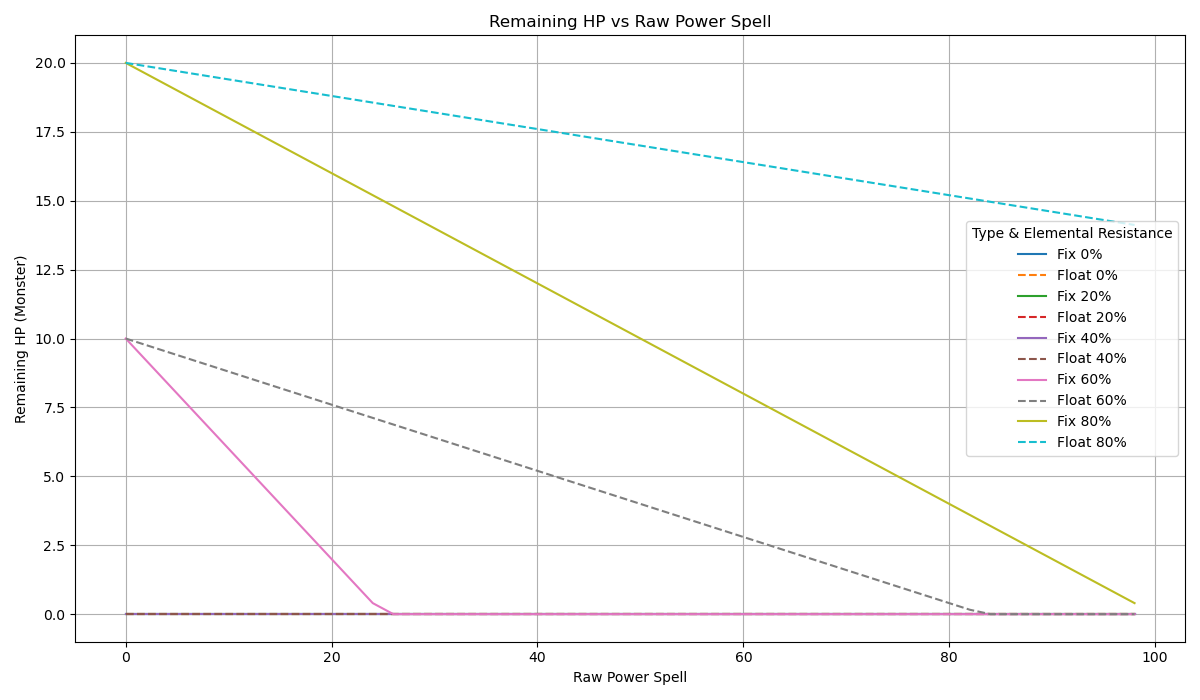 Remaining HP vs Raw Power Spell
Remaining HP (Monster)
20.0
17.5
15.0
12.5
10.0
7.5
5.0
2.5
0.0
Type & Elemental Resistance
Fix 0%
Float 0%
Fix 20%
Float 20%
Fix 40%
Float 40%
Fix 60%
Float 60%
Fix 80%
Float 80%
0 20 40 60 80 100
Raw Power Spell